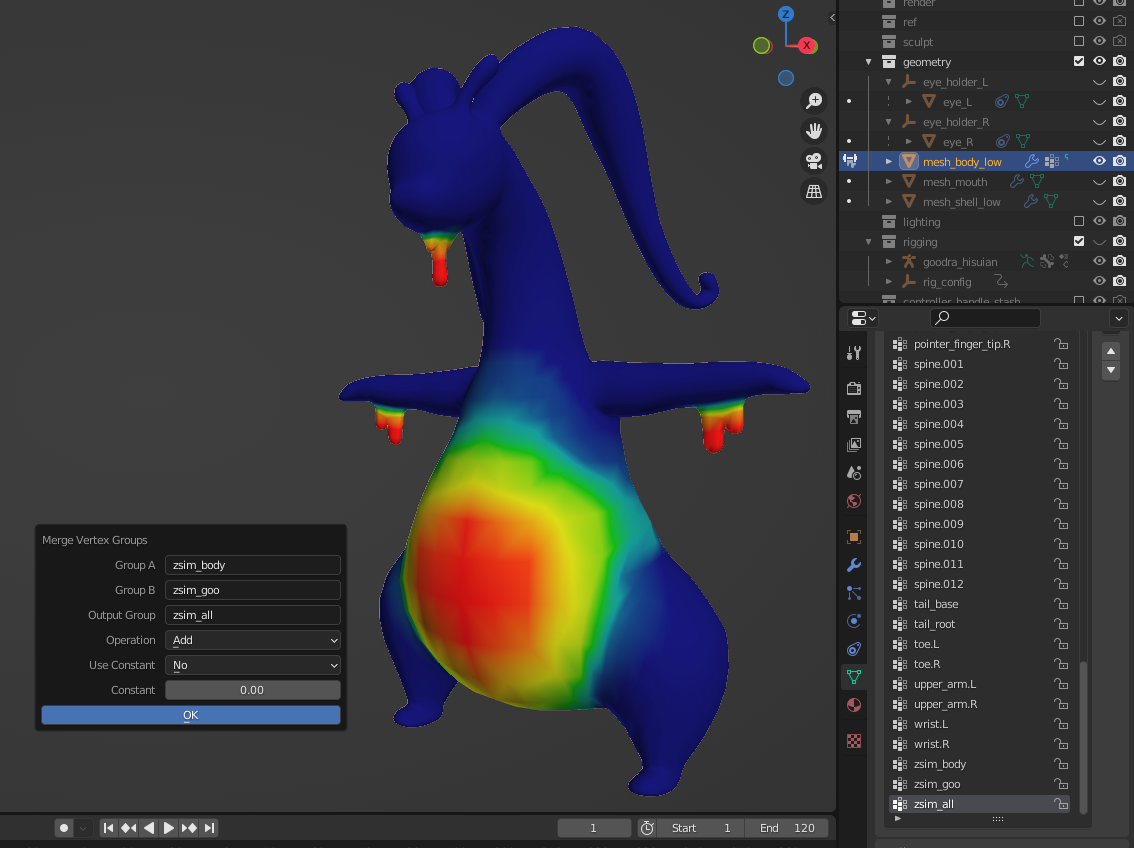 Z
X
render
ref
sculpt
geometry
eye_holder_L
eye_L
eye_holder_R
eye_R
mesh_body_low
mesh_mouth
mesh_shell_low
lighting
rigging
goodra_hisuian
rig_config
controller_handle_stash
pointer_finger_tip.R
spine.001
spine.002
spine.003
spine.004
spine.005
spine.006
spine.007
spine.008
spine.009
spine.010
spine.011
spine.012
tail_base
tail_root
toe.L
toe.R
upper_arm.L
upper_arm.R
wrist.L
wrist.R
zsim_body
zsim_goo
zsim_all
Merge Vertex Groups
Group A zsim_body
Group B zsim_goo
Output Group zsim_all
Operation Add
Use Constant No
Constant 0.00
OK
1 Start 1 End 120